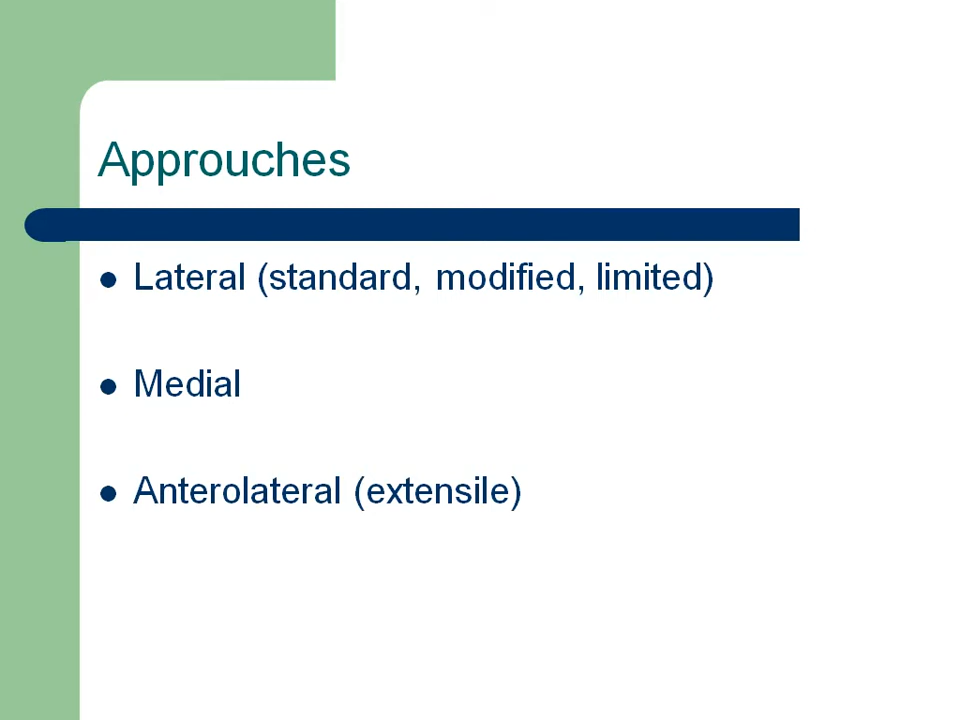 Approuches
Lateral (standard, modified, limited)
Medial
Anterolateral (extensile)